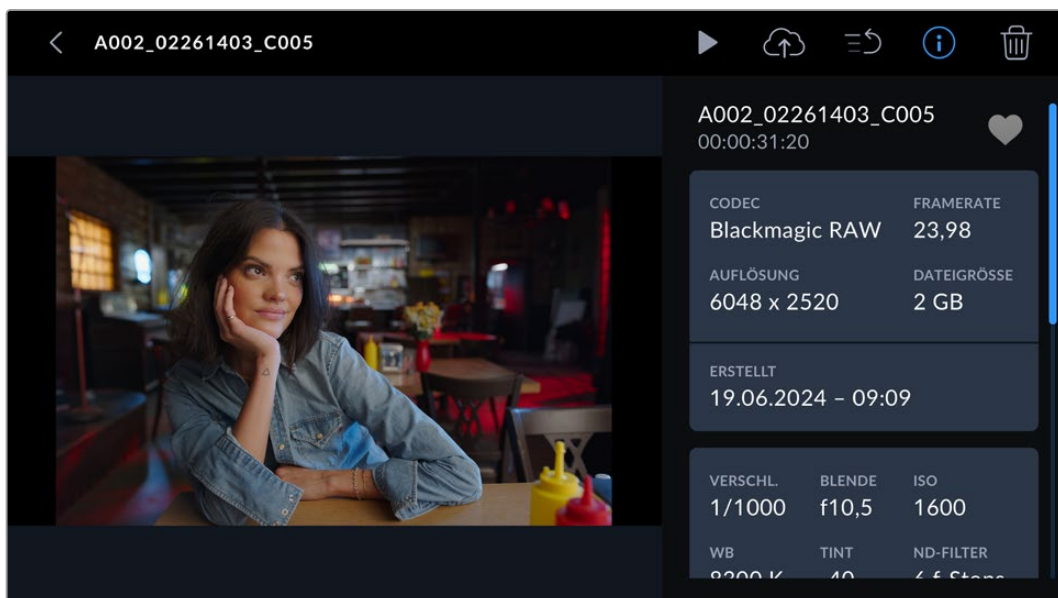 A002_02261403_C005
A002_02261403_C005
00:00:31:20
CODEC FRAMERATE
Blackmagic RAW 23,98
AUFLÖSUNG DATEIGRÖSSE
6048 x 2520 2 GB
ERSTELLT
19.06.2024 – 09:09
VERSCHL. BLENDE ISO
1/1000 f10,5 1600
WB TINT ND-FILTER